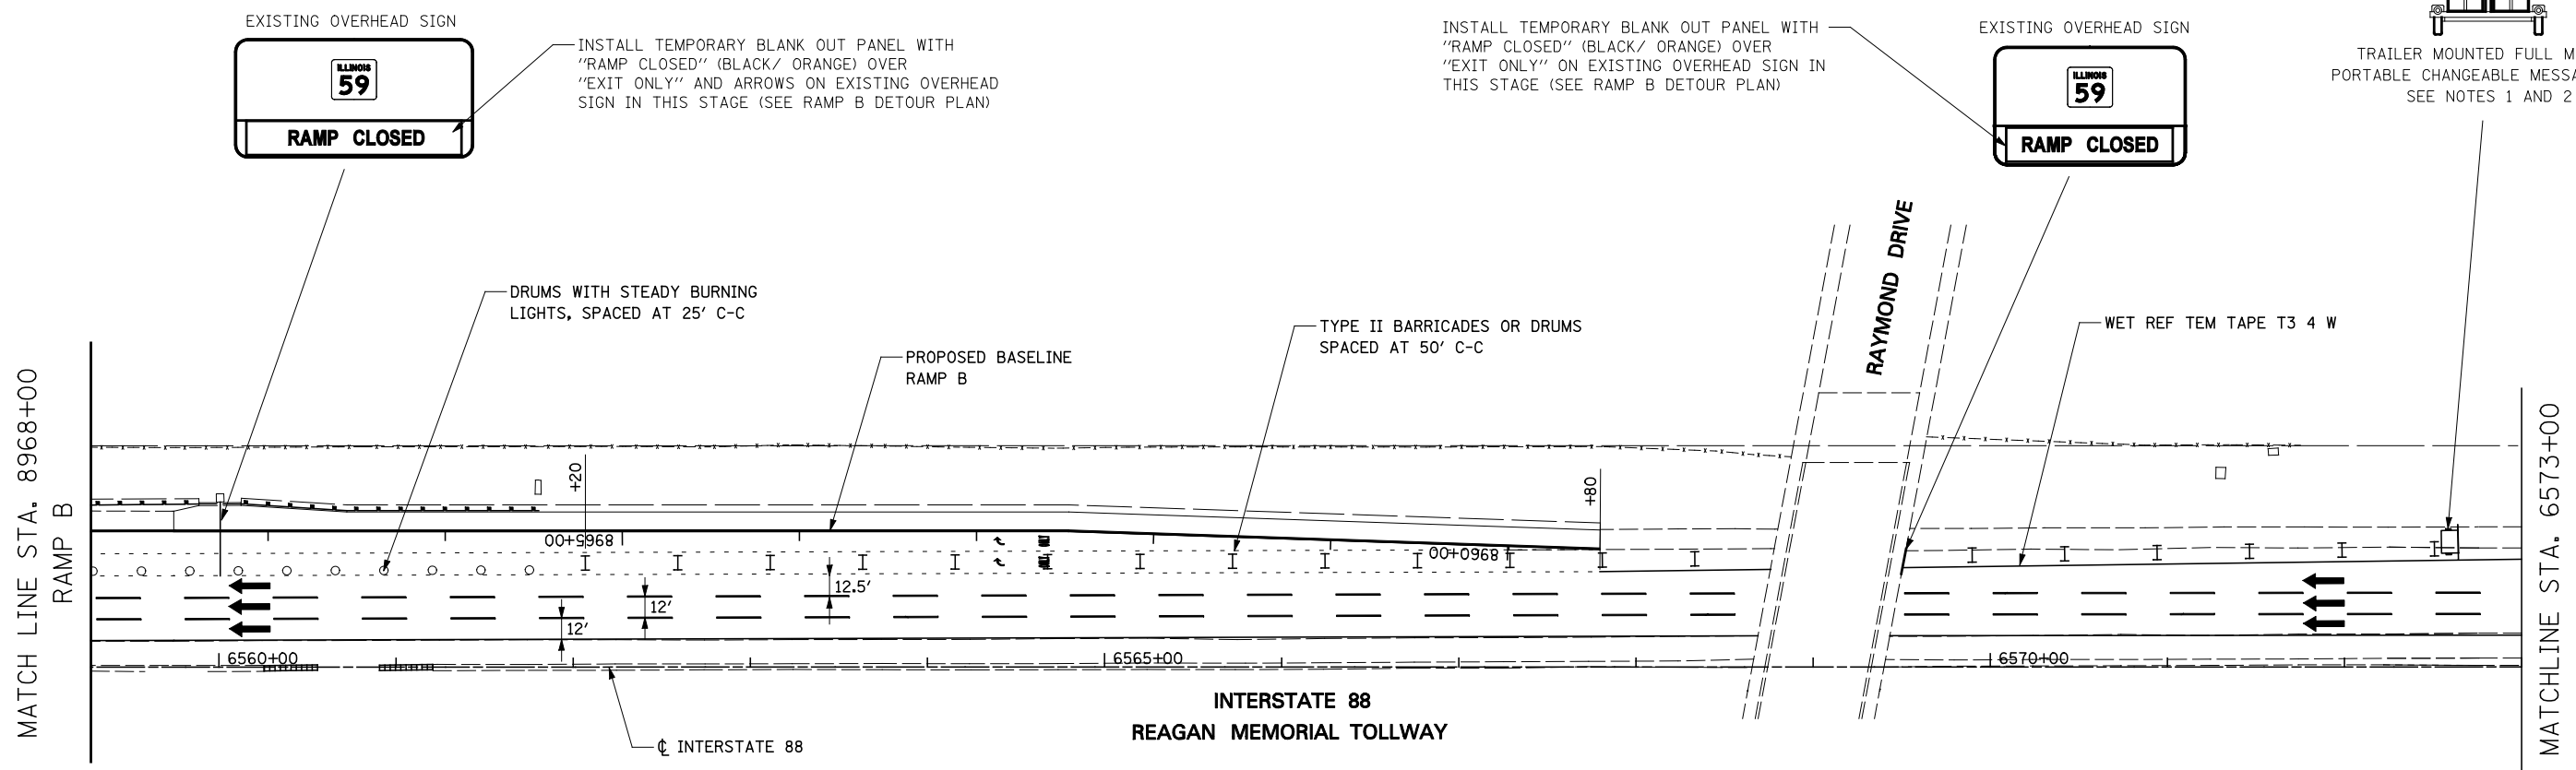 EXISTING OVERHEAD SIGN
ILLINOIS
59
RAMP CLOSED
INSTALL TEMPORARY BLANK OUT PANEL WITH
"RAMP CLOSED" (BLACK/ ORANGE) OVER
"EXIT ONLY" AND ARROWS ON EXISTING OVERHEAD
SIGN IN THIS STAGE (SEE RAMP B DETOUR PLAN)
INSTALL TEMPORARY BLANK OUT PANEL WITH
"RAMP CLOSED" (BLACK/ ORANGE) OVER
"EXIT ONLY" ON EXISTING OVERHEAD SIGN IN
THIS STAGE (SEE RAMP B DETOUR PLAN)
EXISTING OVERHEAD SIGN
ILLINOIS
59
RAMP CLOSED
TRAILER MOUNTED FULL M
PORTABLE CHANGEABLE MESSA
SEE NOTES 1 AND 2
DRUMS WITH STEADY BURNING
LIGHTS, SPACED AT 25' C-C
PROPOSED BASELINE
RAMP B
TYPE II BARRICADES OR DRUMS
SPACED AT 50' C-C
RAYMOND DRIVE
WET REF TEM TAPE T3 4 W
MATCH LINE STA. 8968+00
RAMP B
+20
+80
8965+00
8960+00
12.5'
12'
12'
6560+00
6565+00
6570+00
INTERSTATE 88
REAGAN MEMORIAL TOLLWAY
℄ INTERSTATE 88
MATCHLINE STA. 6573+00